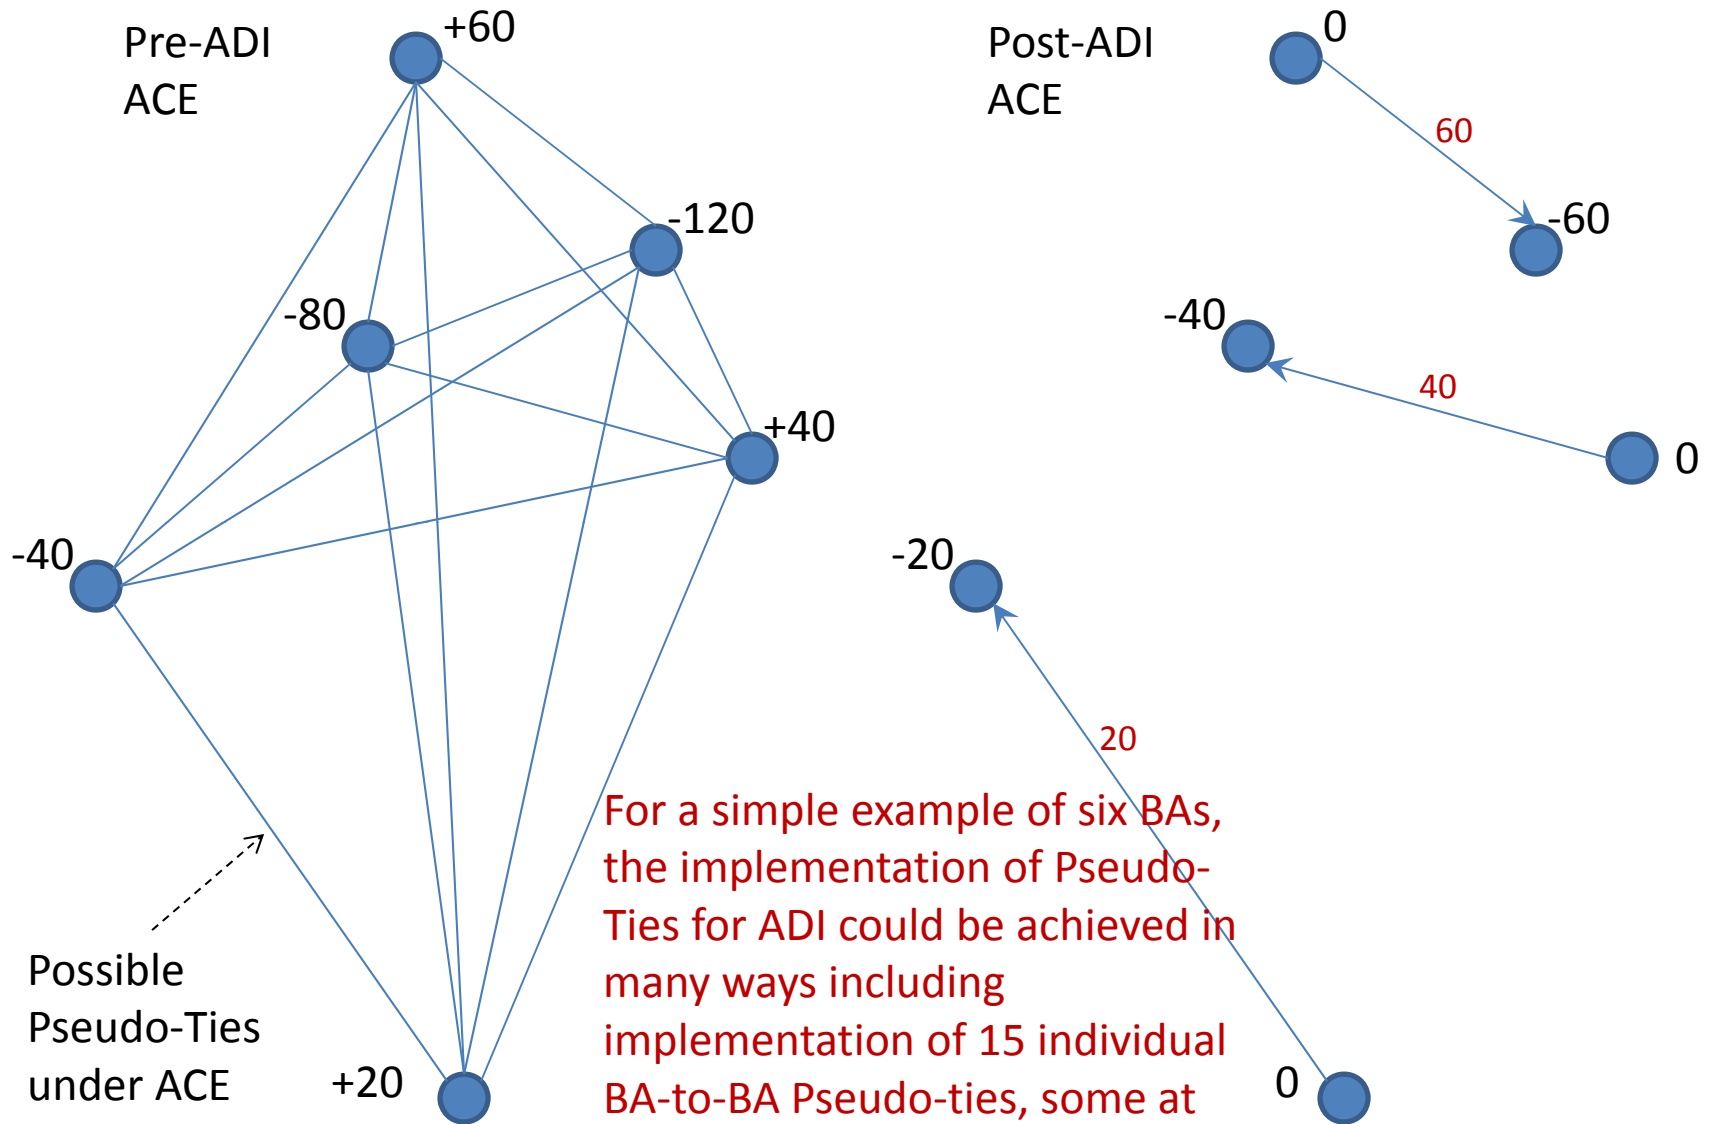 Pre-ADI
ACE
+60
-120
-80
+40
-40
+20
Possible
Pseudo-Ties
under ACE
Post-ADI
ACE
0
60
-60
-40
40
0
-20
20
0
For a simple example of six BAs,
the implementation of Pseudo-
Ties for ADI could be achieved in
many ways including
implementation of 15 individual
BA-to-BA Pseudo-ties, some at